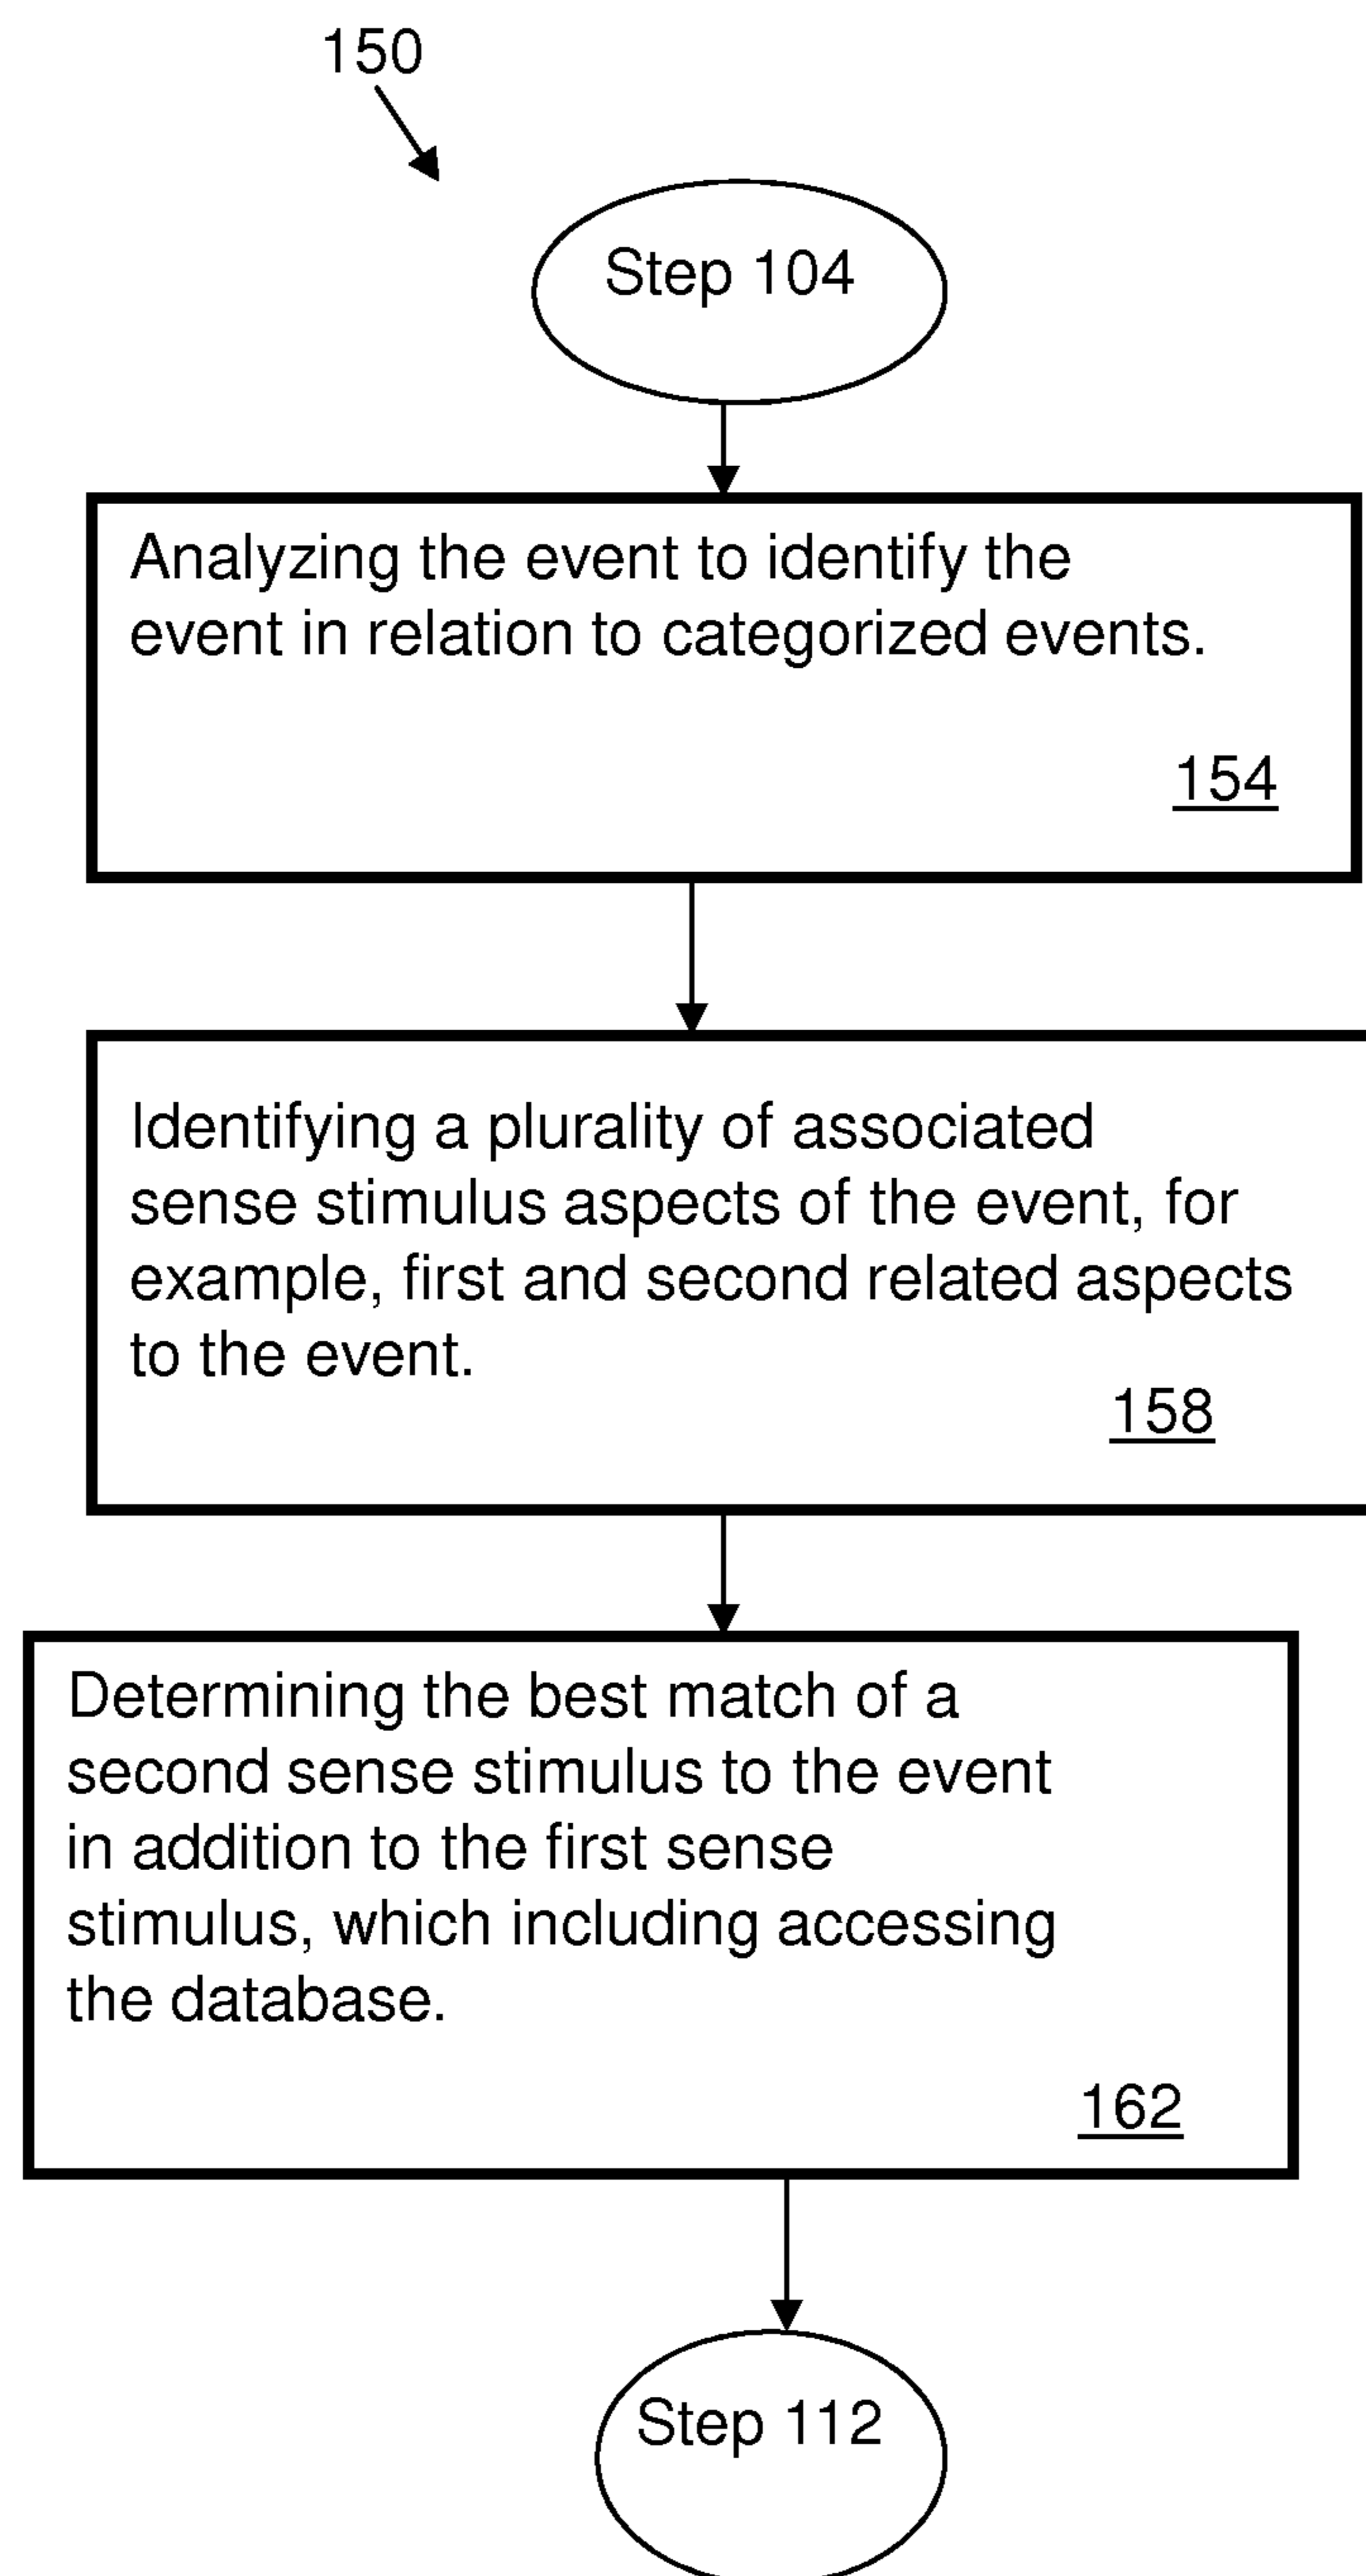 150
Step 104
Analyzing the event to identify the
event in relation to categorized events.
154
Identifying a plurality of associated
sense stimulus aspects of the event, for
example, first and second related aspects
to the event.
158
Determining the best match of a
second sense stimulus to the event
in addition to the first sense
stimulus, which including accessing
the database.
162
Step 112